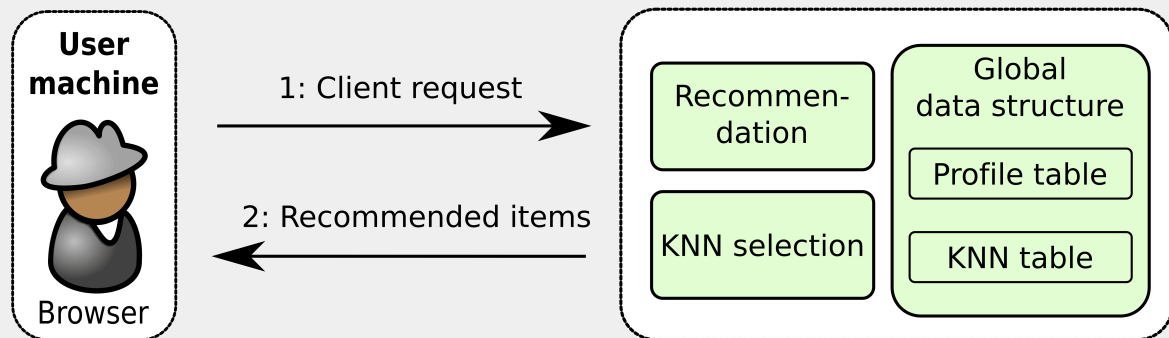 User
machine
Browser
1: Client request
2: Recommended items
Recommen-
dation
KNN selection
Global
data structure
Profile table
KNN table